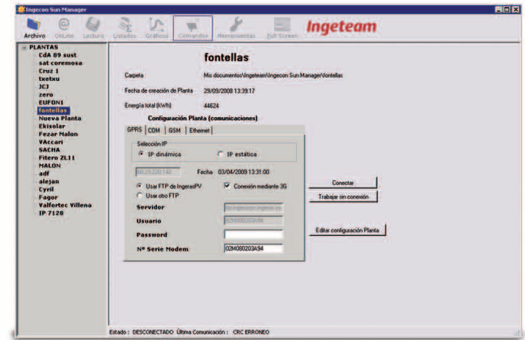 Ingecon Sun Manager
Archivo OnLine Lectura Listados Gráficos Comandos Herramientas Full Screen Ingeteam
PLANTAS
CdA 89 sust
sat coremosa
Cruz 1
txetxu
JCJ
zero
EUFON1
fontellas
Nueva Planta
Ekisolar
Fezar Malon
VAccari
SACHA
Fitero ZL11
MALON
adf
alejan
Cyril
Fagor
Valfortec Villena
IP 7120
fontellas
Carpeta Mis documentos\Ingeteam\Ingecon Sun Manager\fontellas
Fecha de creación de Planta 29/09/2008 13:39:17
Energía total (kWh) 44624
Configuración Planta (comunicaciones)
GPRS COM GSM Ethernet
Selección IP
IP dinámica IP estática
Fecha 03/04/2009 13:31:00
Usar FTP de IngerasPV Conexión mediante 3G
Usar otro FTP
Servidor
Usuario
Password
Nº Serie Modem 02M080203A94
Conectar
Trabajar sin conexión
Editar configuración Planta
Estado : DESCONECTADO Última Comunicación : CRC ERRONEO